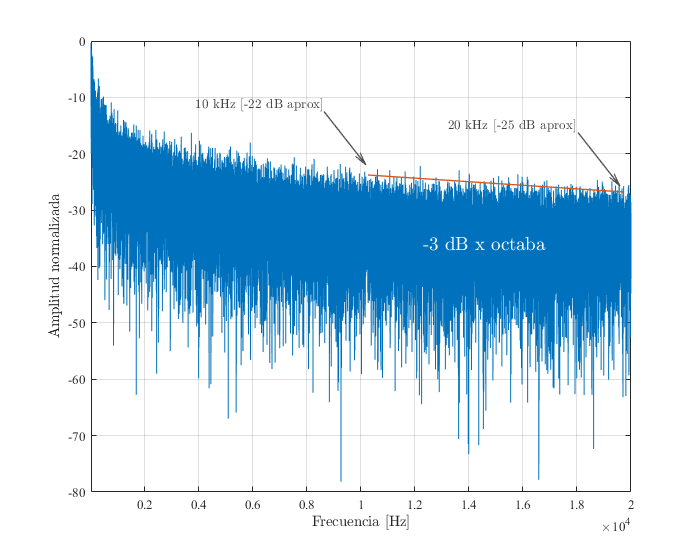 0
-10
-20
-30
-40
-50
-60
-70
-80
Amplitud normalizada
10 kHz [-22 dB aprox]
20 kHz [-25 dB aprox]
-3 dB x octaba
0.2 0.4 0.6 0.8 1 1.2 1.4 1.6 1.8 2
Frecuencia [Hz]
×10⁴